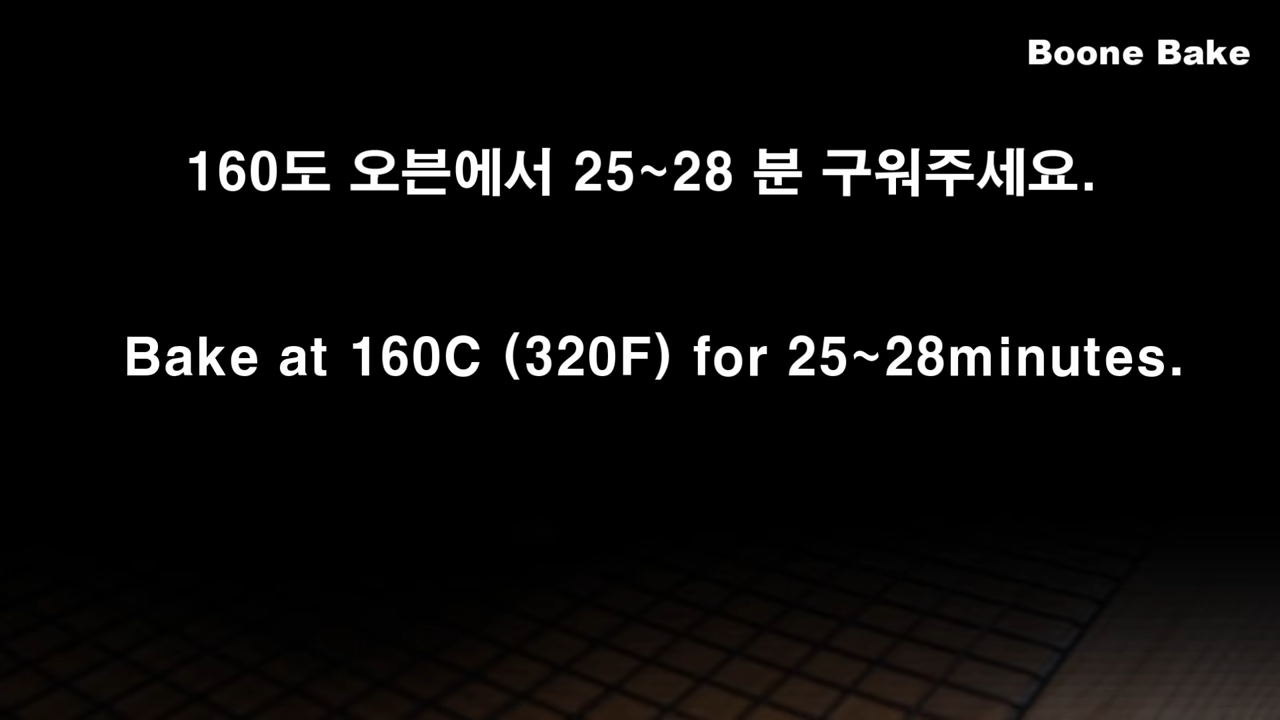 Boone Bake
160도 오븐에서 25~28 분 구워주세요.
Bake at 160C (320F) for 25~28minutes.